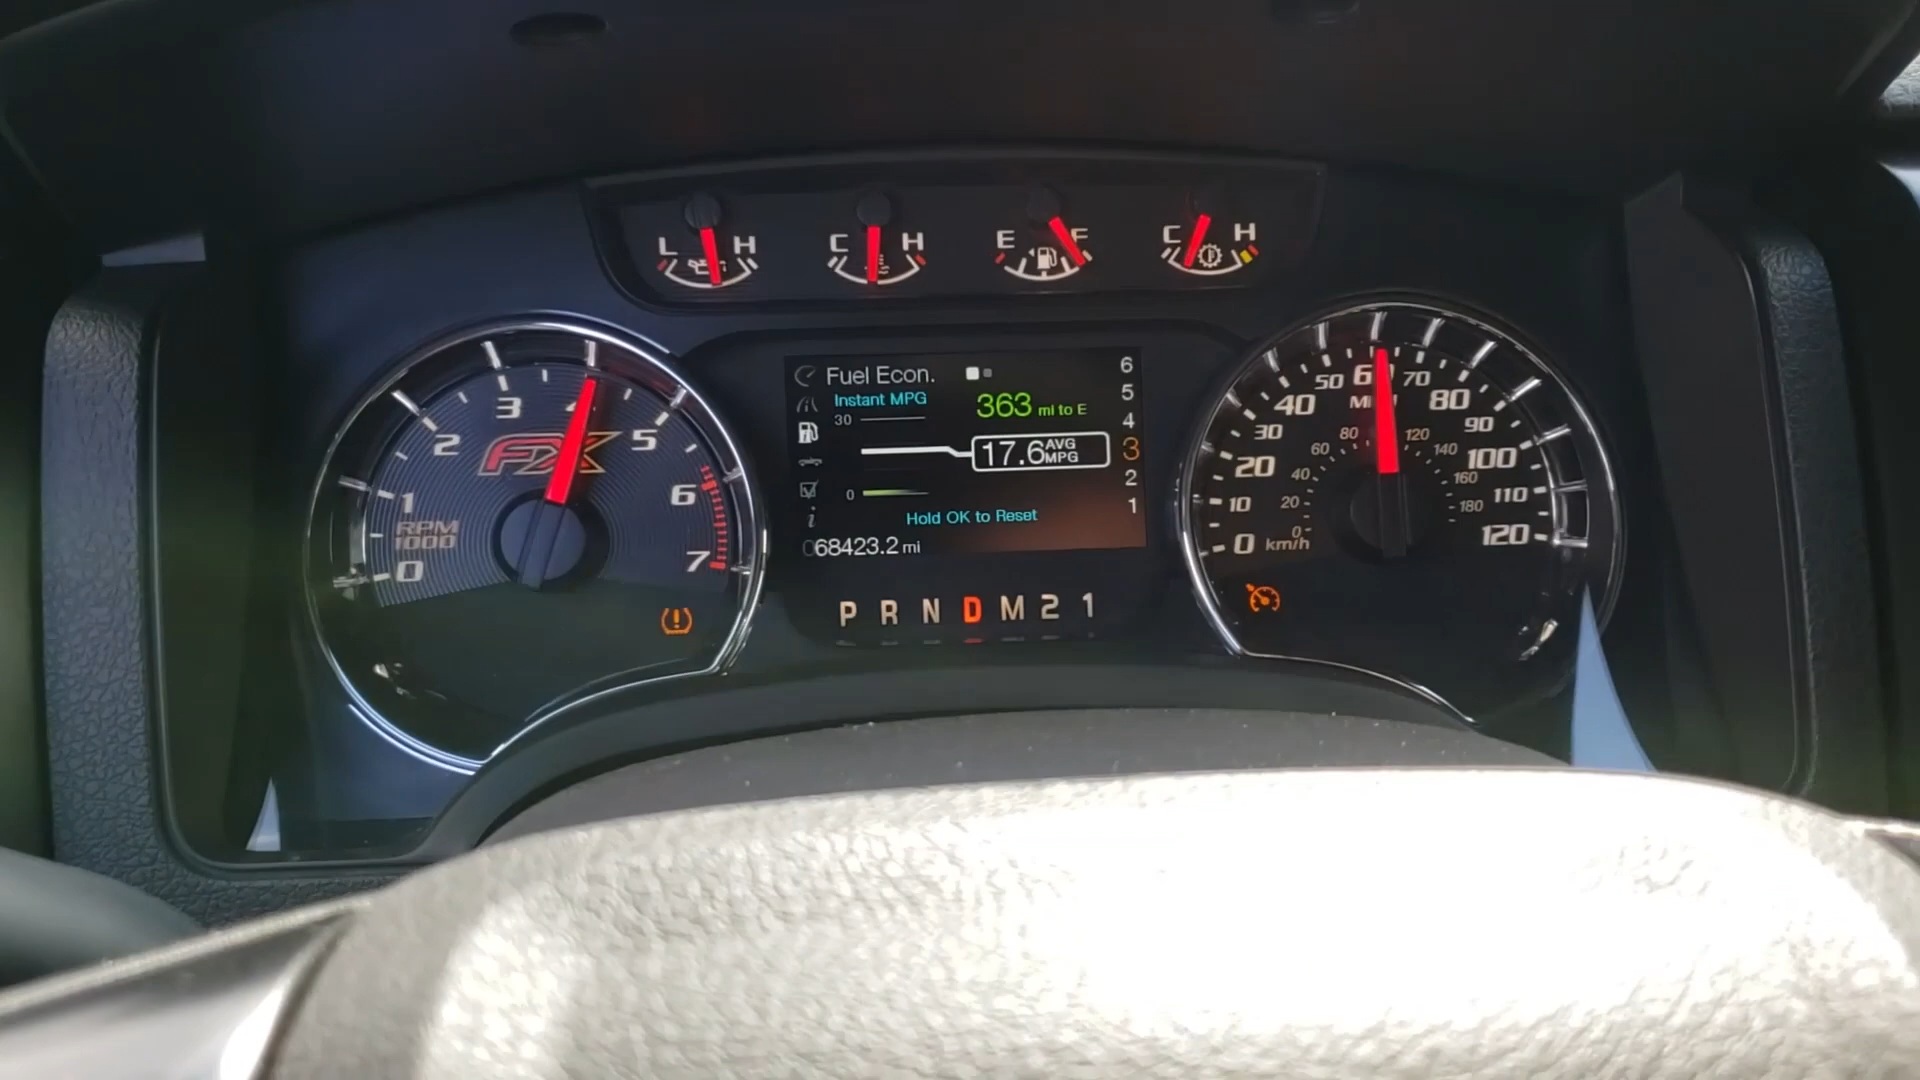 L H
C H
E F
C H
0 1 2 3 4 5 6 7
FX
RPM
1000
Fuel Econ.
Instant MPG
30
363 mi to E
17.6 AVG MPG
0
Hold OK to Reset
068423.2 mi
6
5
4
3
2
1
P R N D M 2 1
0 10 20 30 40 50 60 70 80 90 100 110 120
0 20 40 60 80 120 140 160 180
km/h